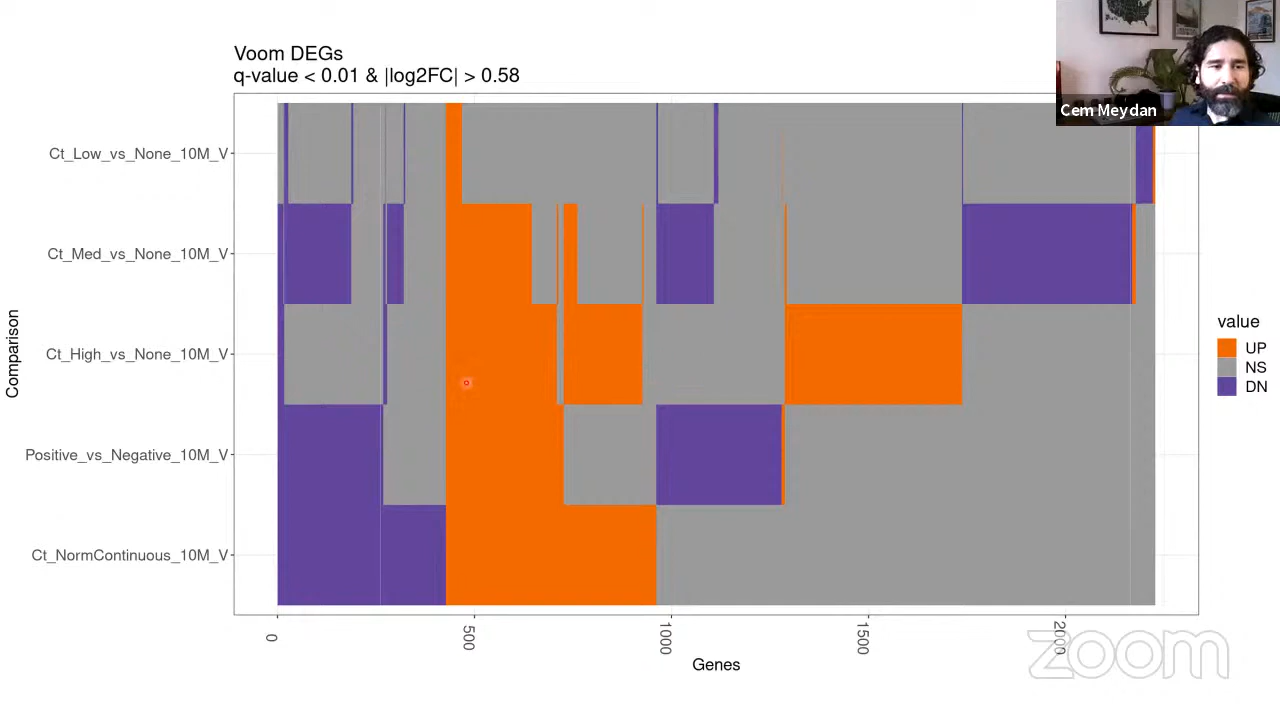 Voom DEGs
q-value < 0.01 & |log2FC| > 0.58
Cem Meydan
Ct_Low_vs_None_10M_V
Ct_Med_vs_None_10M_V
Ct_High_vs_None_10M_V
Positive_vs_Negative_10M_V
Ct_NormContinuous_10M_V
Comparison
value
UP
NS
DN
0
500
1000
1500
2000
Genes
zoom